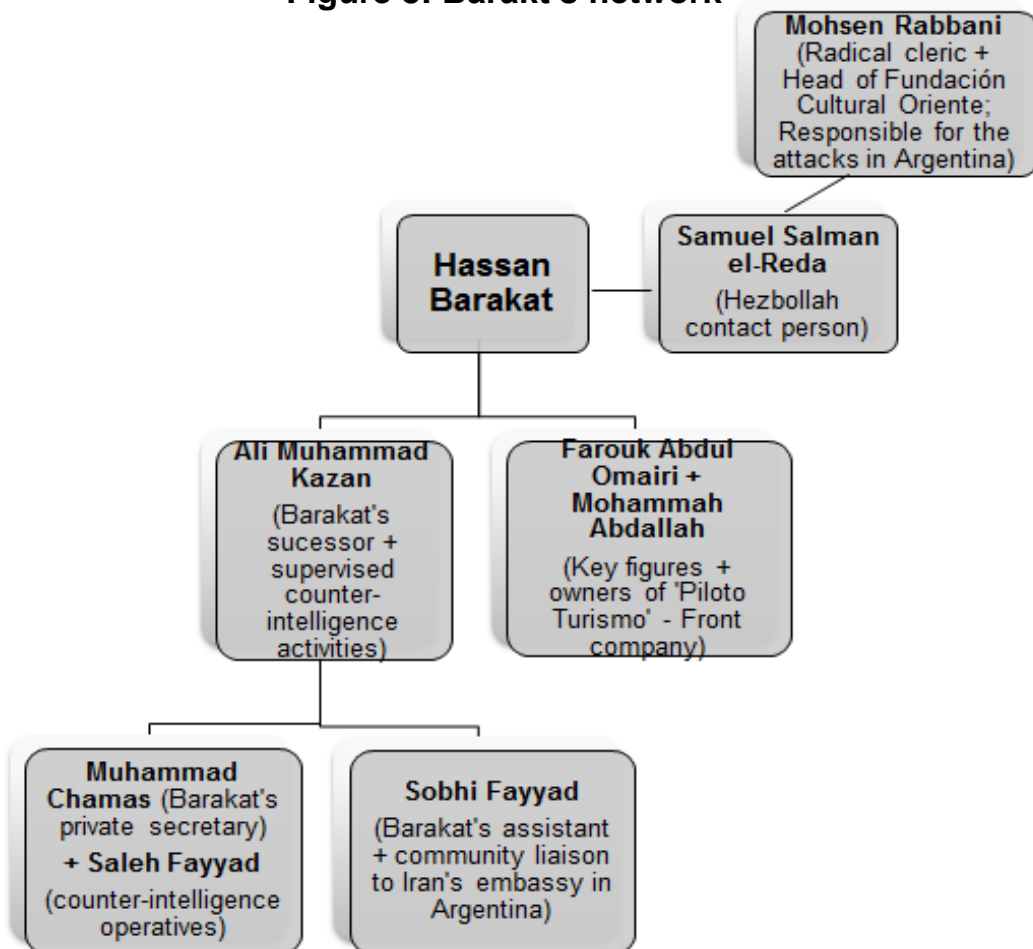 Figure 3. Barakt's network
Mohsen Rabbani
(Radical cleric +
Head of Fundación
Cultural Oriente;
Responsible for the
attacks in Argentina)
Hassan
Barakat
Samuel Salman
el-Reda
(Hezbollah
contact person)
Ali Muhammad
Kazan
(Barakat's
sucessor +
supervised
counter-
intelligence
activities)
Farouk Abdul
Omairi +
Mohammah
Abdallah
(Key figures +
owners of 'Piloto
Turismo' - Front
company)
Muhammad
Chamas (Barakat's
private secretary)
+ Saleh Fayyad
(counter-intelligence
operatives)
Sobhi Fayyad
(Barakat's assistant
+ community liaison
to Iran's embassy in
Argentina)